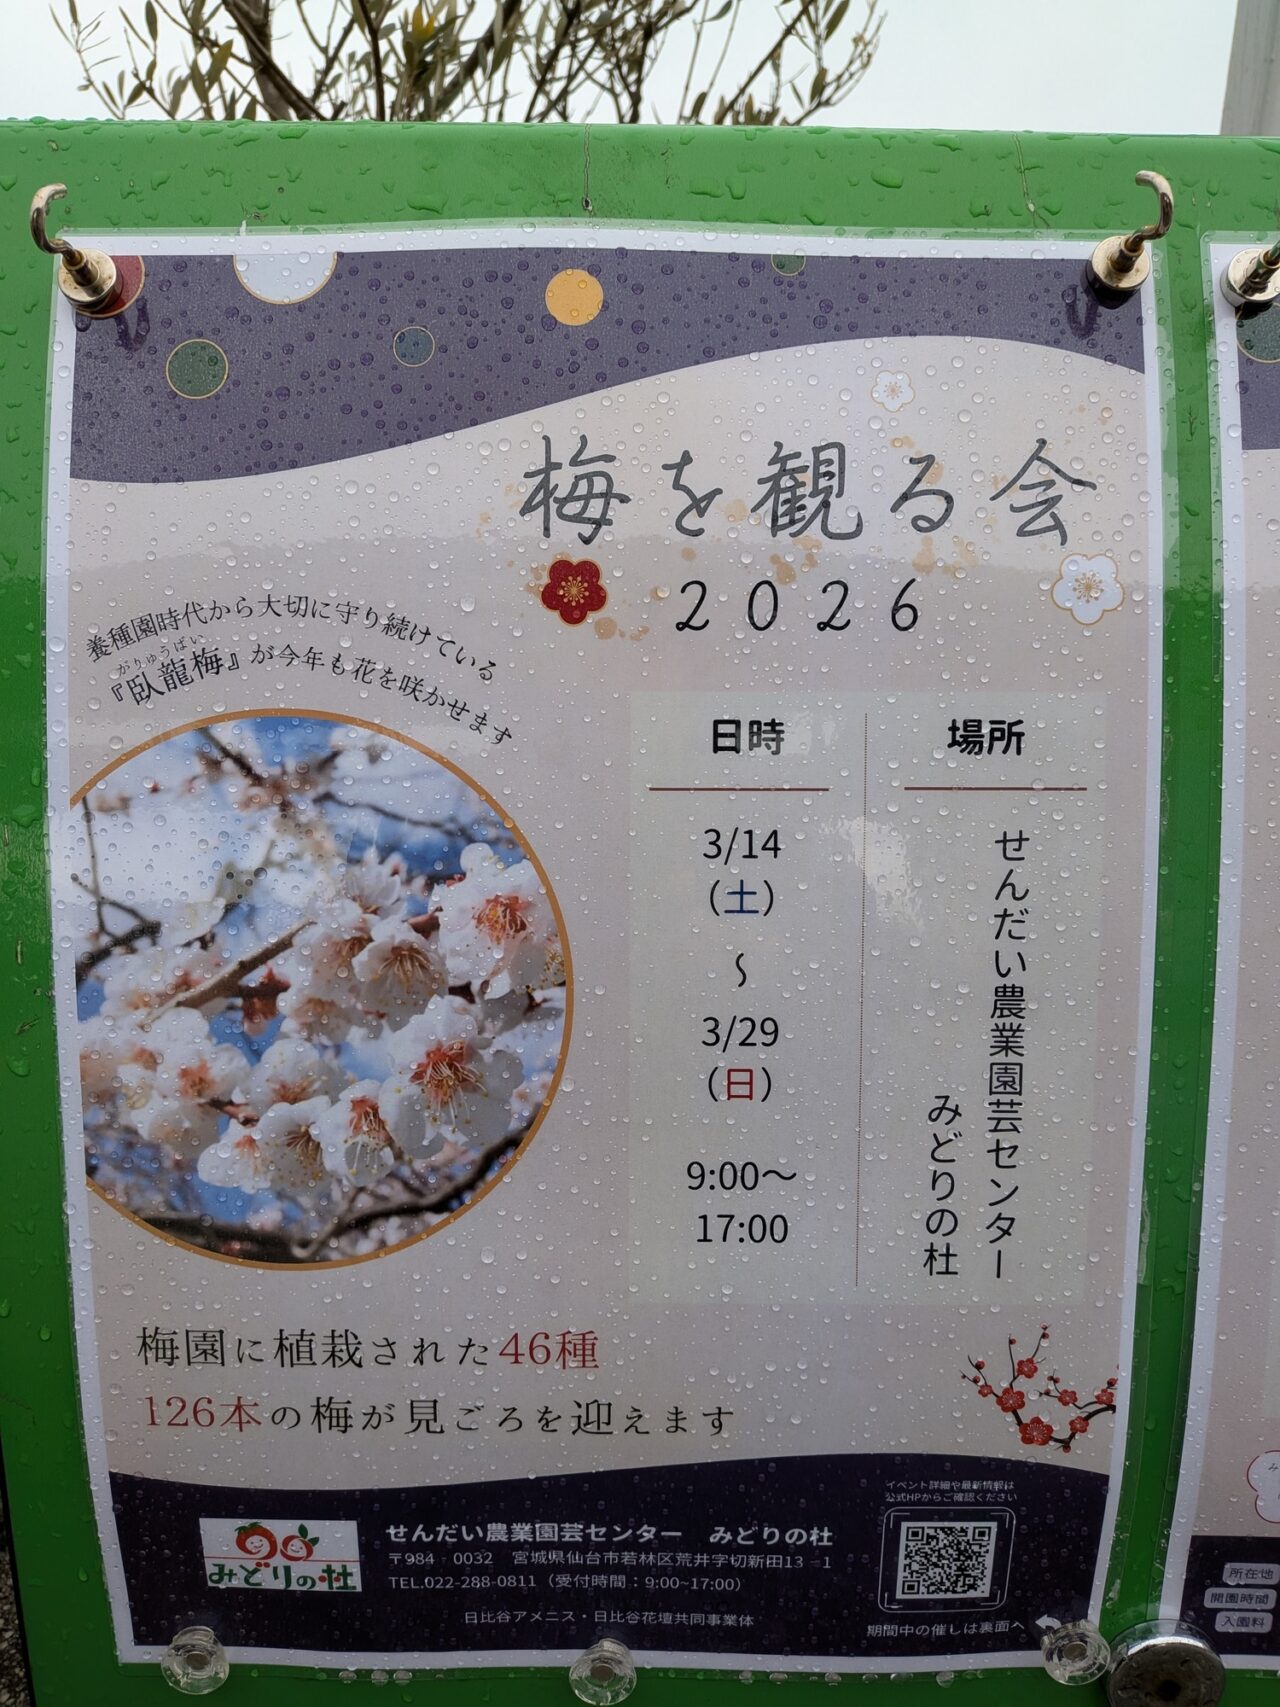 梅を観る会
2026
養種園時代から大切に守り続けている
がりゅうばい
『臥龍梅』が今年も花を咲かせます
日時
3/14
（土）
〜
3/29
（日）
9:00〜
17:00
場所
せんだい農業園芸センター
みどりの杜
梅園に植栽された46種
126本の梅が見ごろを迎えます
イベント詳細や最新情報は
公式HPからご確認ください
みどりの杜
せんだい農業園芸センター　みどりの杜
〒984‐0032　宮城県仙台市若林区荒井字切新田13−1
TEL.022-288-0811（受付時間：9:00~17:00）
日比谷アメニス・日比谷花壇共同事業体
期間中の催しは裏面へ
所在地
開園時間
入園料